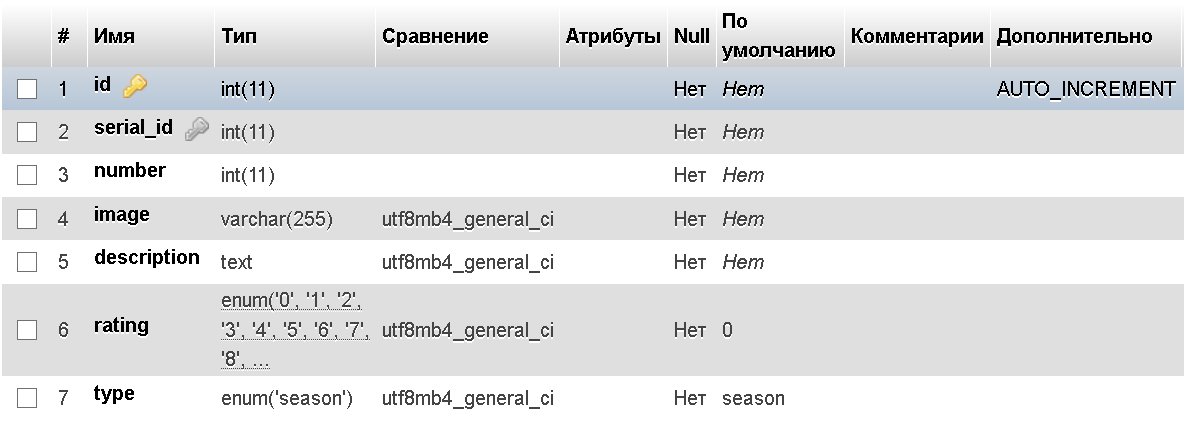 # Имя Тип Сравнение Атрибуты Null По умолчанию Комментарии Дополнительно
1 id int(11) Нет Нет AUTO_INCREMENT
2 serial_id int(11) Нет Нет
3 number int(11) Нет Нет
4 image varchar(255) utf8mb4_general_ci Нет Нет
5 description text utf8mb4_general_ci Нет Нет
6 rating enum('0', '1', '2', '3', '4', '5', '6', '7', '8', ... utf8mb4_general_ci Нет 0
7 type enum('season') utf8mb4_general_ci Нет season